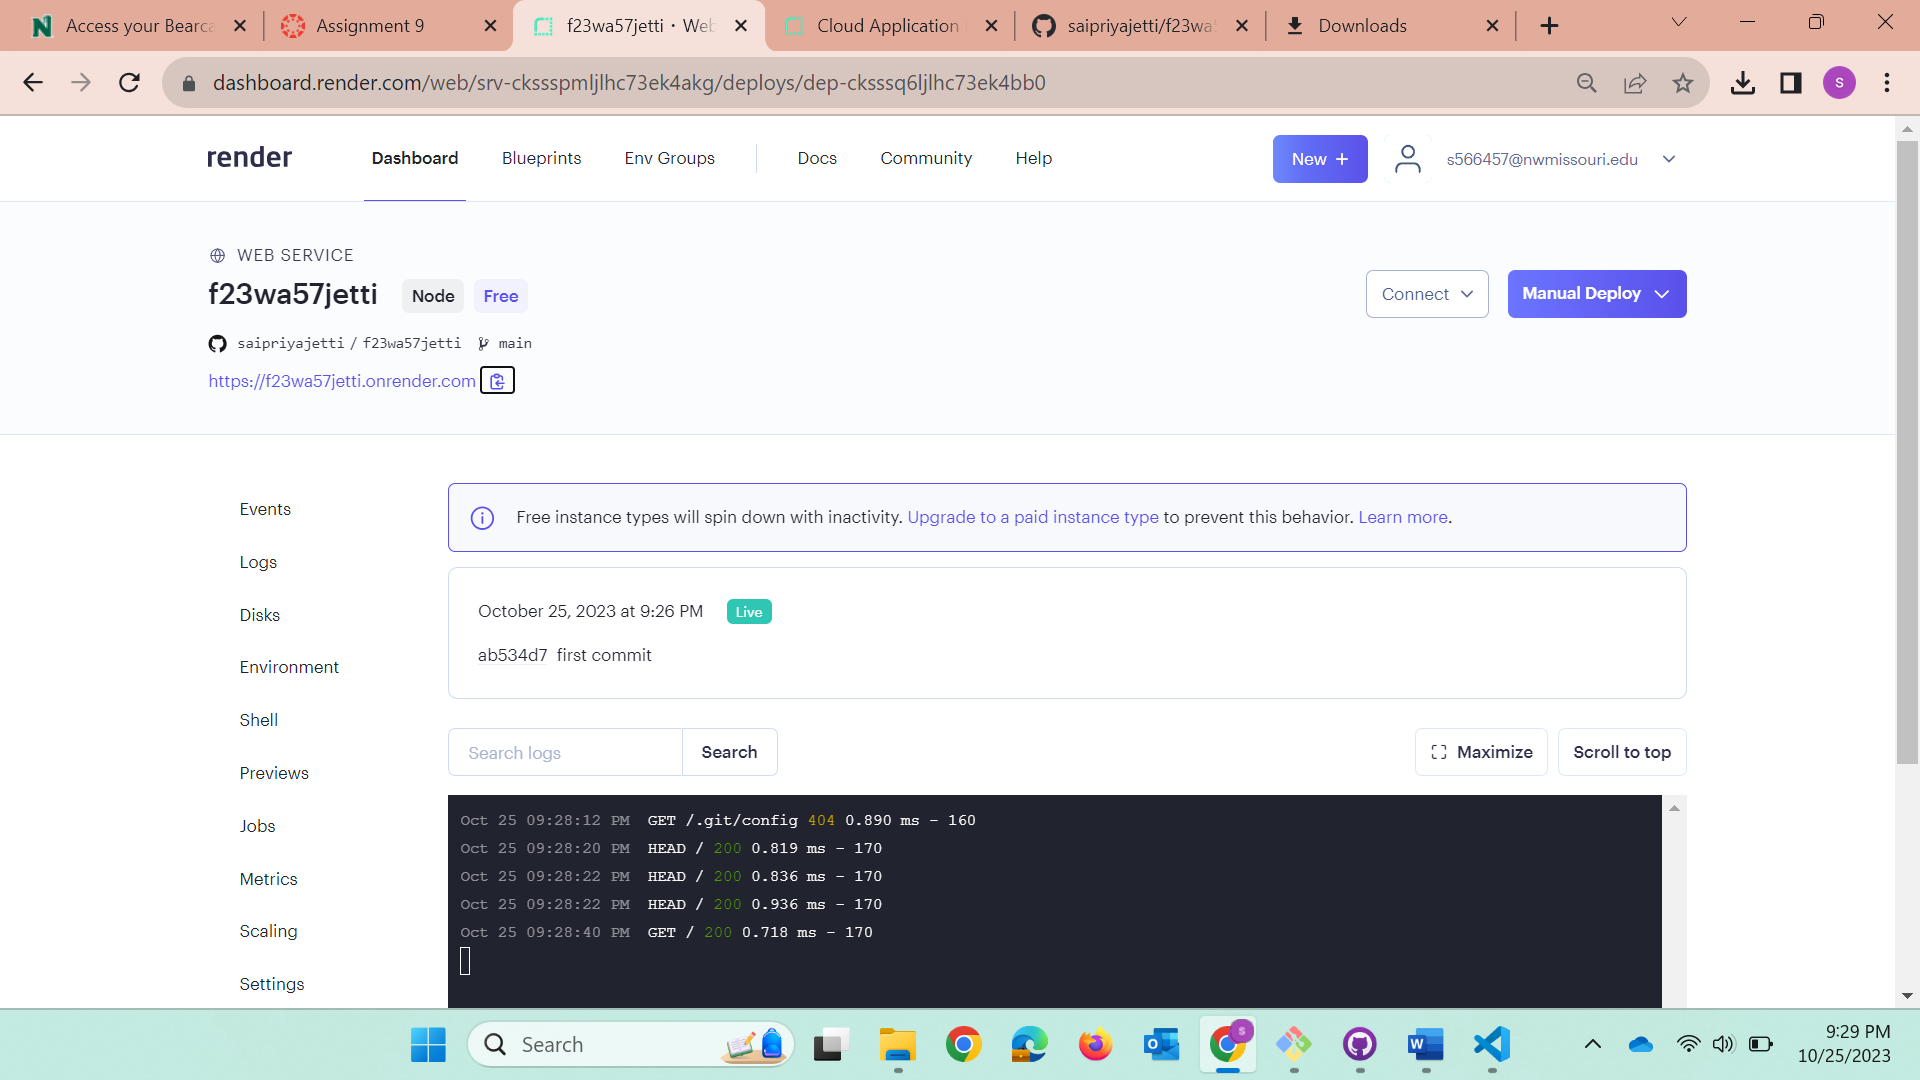 Access your Bearca
Assignment 9
f23wa57jetti · Web
Cloud Application
saipriyajetti/f23wa5
Downloads
dashboard.render.com/web/srv-ckssspmljlhc73ek4akg/deploys/dep-cksssq6ljlhc73ek4bb0
S
render
Dashboard
Blueprints
Env Groups
Docs
Community
Help
New +
s566457@nwmissouri.edu
WEB SERVICE
f23wa57jetti
Node
Free
Connect
Manual Deploy
saipriyajetti / f23wa57jetti
main
https://f23wa57jetti.onrender.com
Events
Logs
Disks
Environment
Shell
Previews
Jobs
Metrics
Scaling
Settings
Free instance types will spin down with inactivity. Upgrade to a paid instance type to prevent this behavior. Learn more.
October 25, 2023 at 9:26 PM
Live
ab534d7 first commit
Search logs
Search
Maximize
Scroll to top
Oct 25 09:28:12 PM GET /.git/config 404 0.890 ms - 160
Oct 25 09:28:20 PM HEAD / 200 0.819 ms - 170
Oct 25 09:28:22 PM HEAD / 200 0.836 ms - 170
Oct 25 09:28:22 PM HEAD / 200 0.936 ms - 170
Oct 25 09:28:40 PM GET / 200 0.718 ms - 170
Search
9:29 PM
10/25/2023